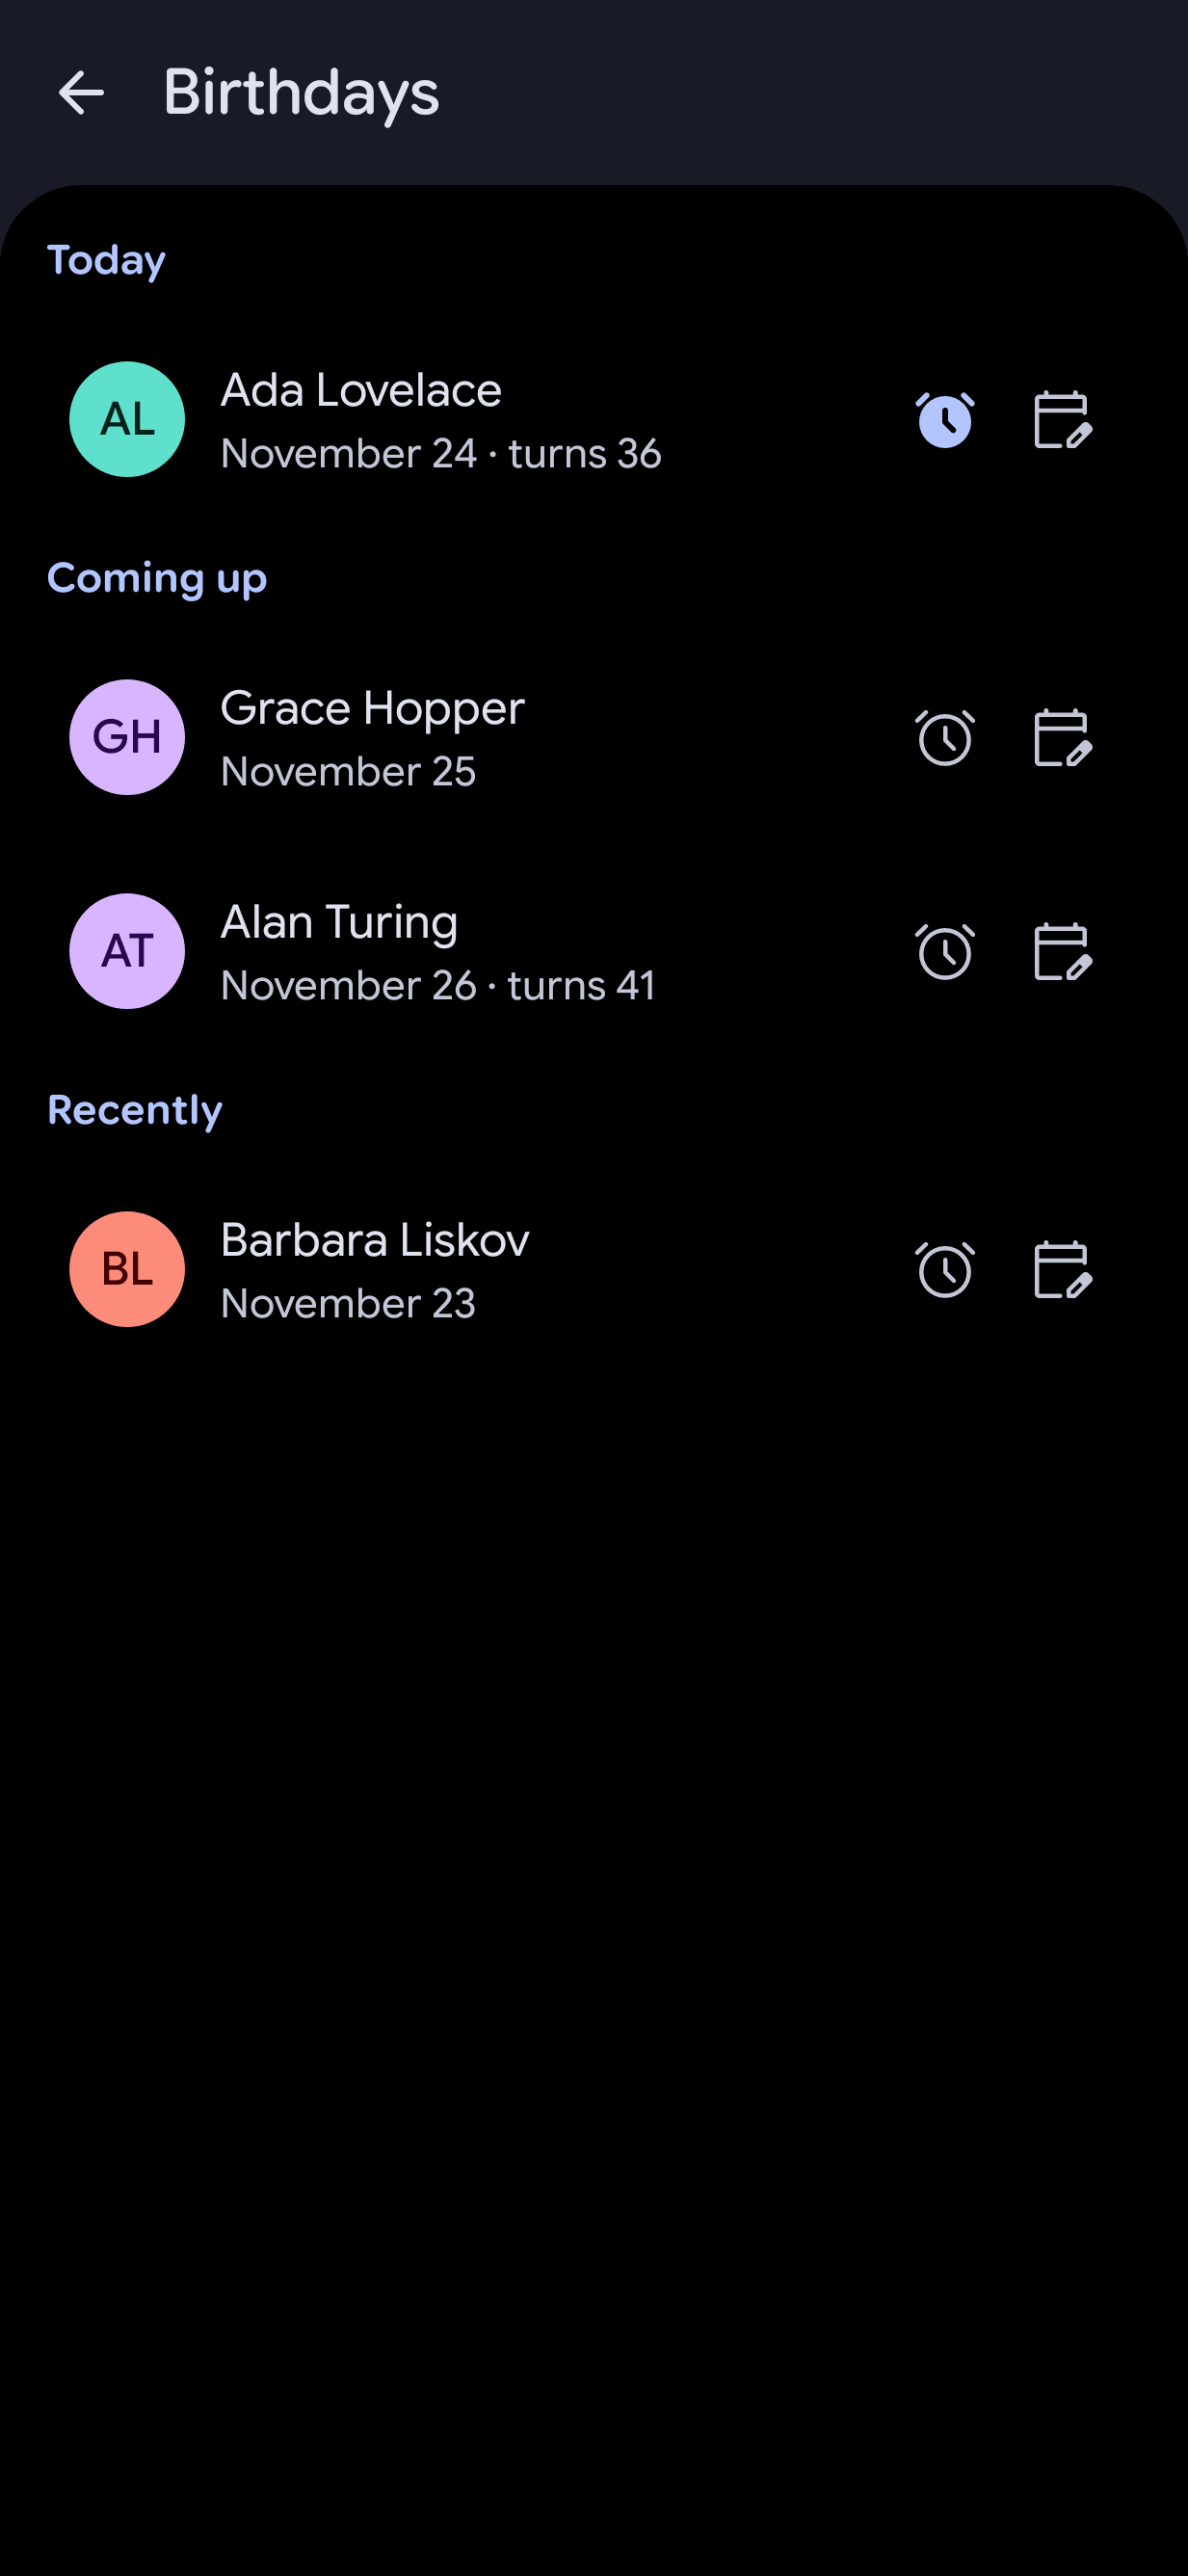 Birthdays
Today
AL
Ada Lovelace
November 24 · turns 36
Coming up
GH
Grace Hopper
November 25
AT
Alan Turing
November 26 · turns 41
Recently
BL
Barbara Liskov
November 23